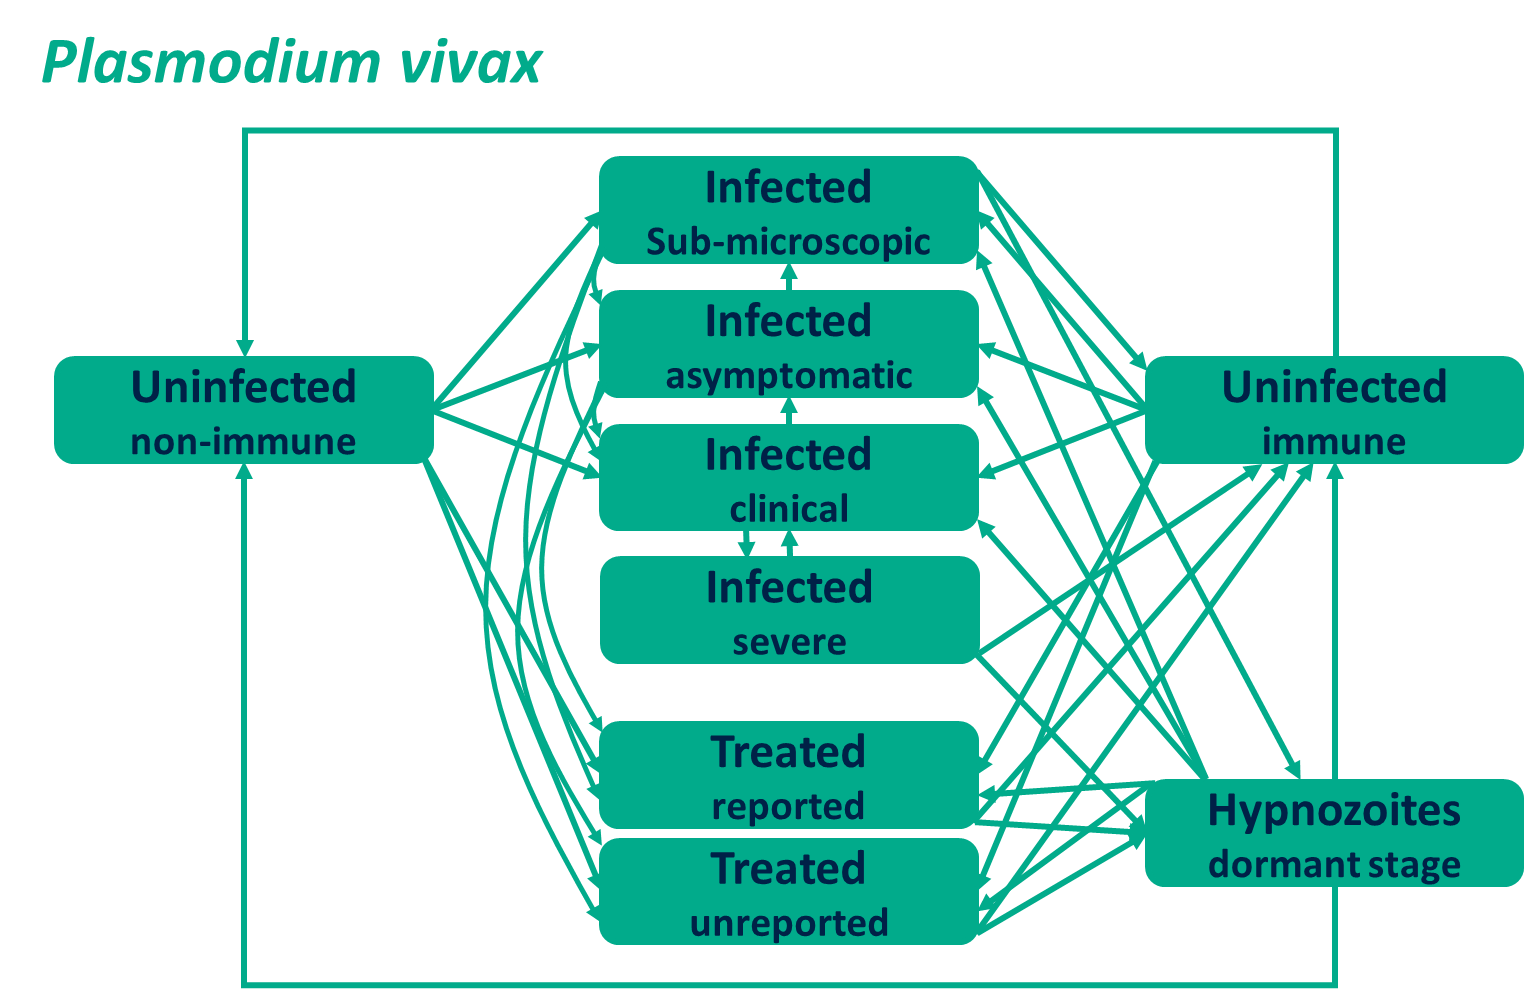 Plasmodium vivax
Infected
Sub-microscopic
Infected
asymptomatic
Uninfected
non-immune
Uninfected
immune
Infected
clinical
Infected
severe
Treated
reported
Hypnozoites
dormant stage
Treated
unreported